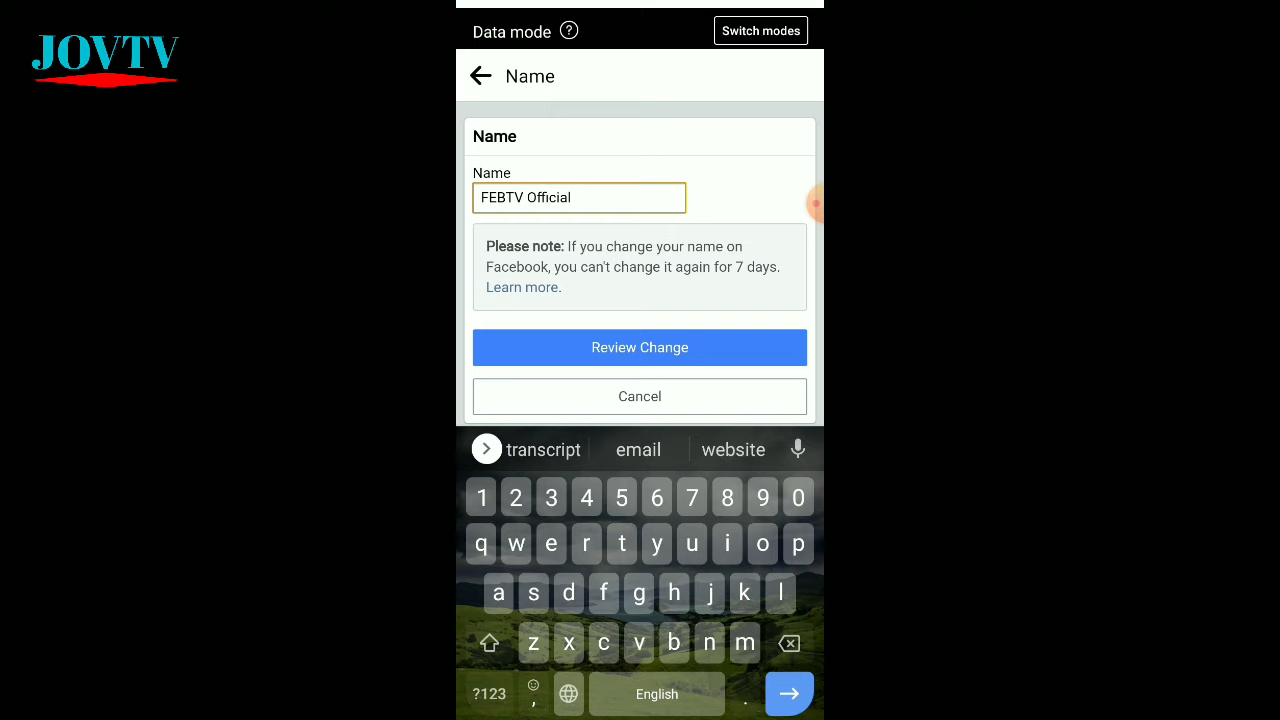 JOVTV
Data mode ?
Switch modes
Name
Name
Name
FEBTV Official
Please note: If you change your name on
Facebook, you can't change it again for 7 days.
Learn more.
Review Change
Cancel
transcript email website
1 2 3 4 5 6 7 8 9 0
q w e r t y u i o p
a s d f g h j k l
z x c v b n m
?123 , English .